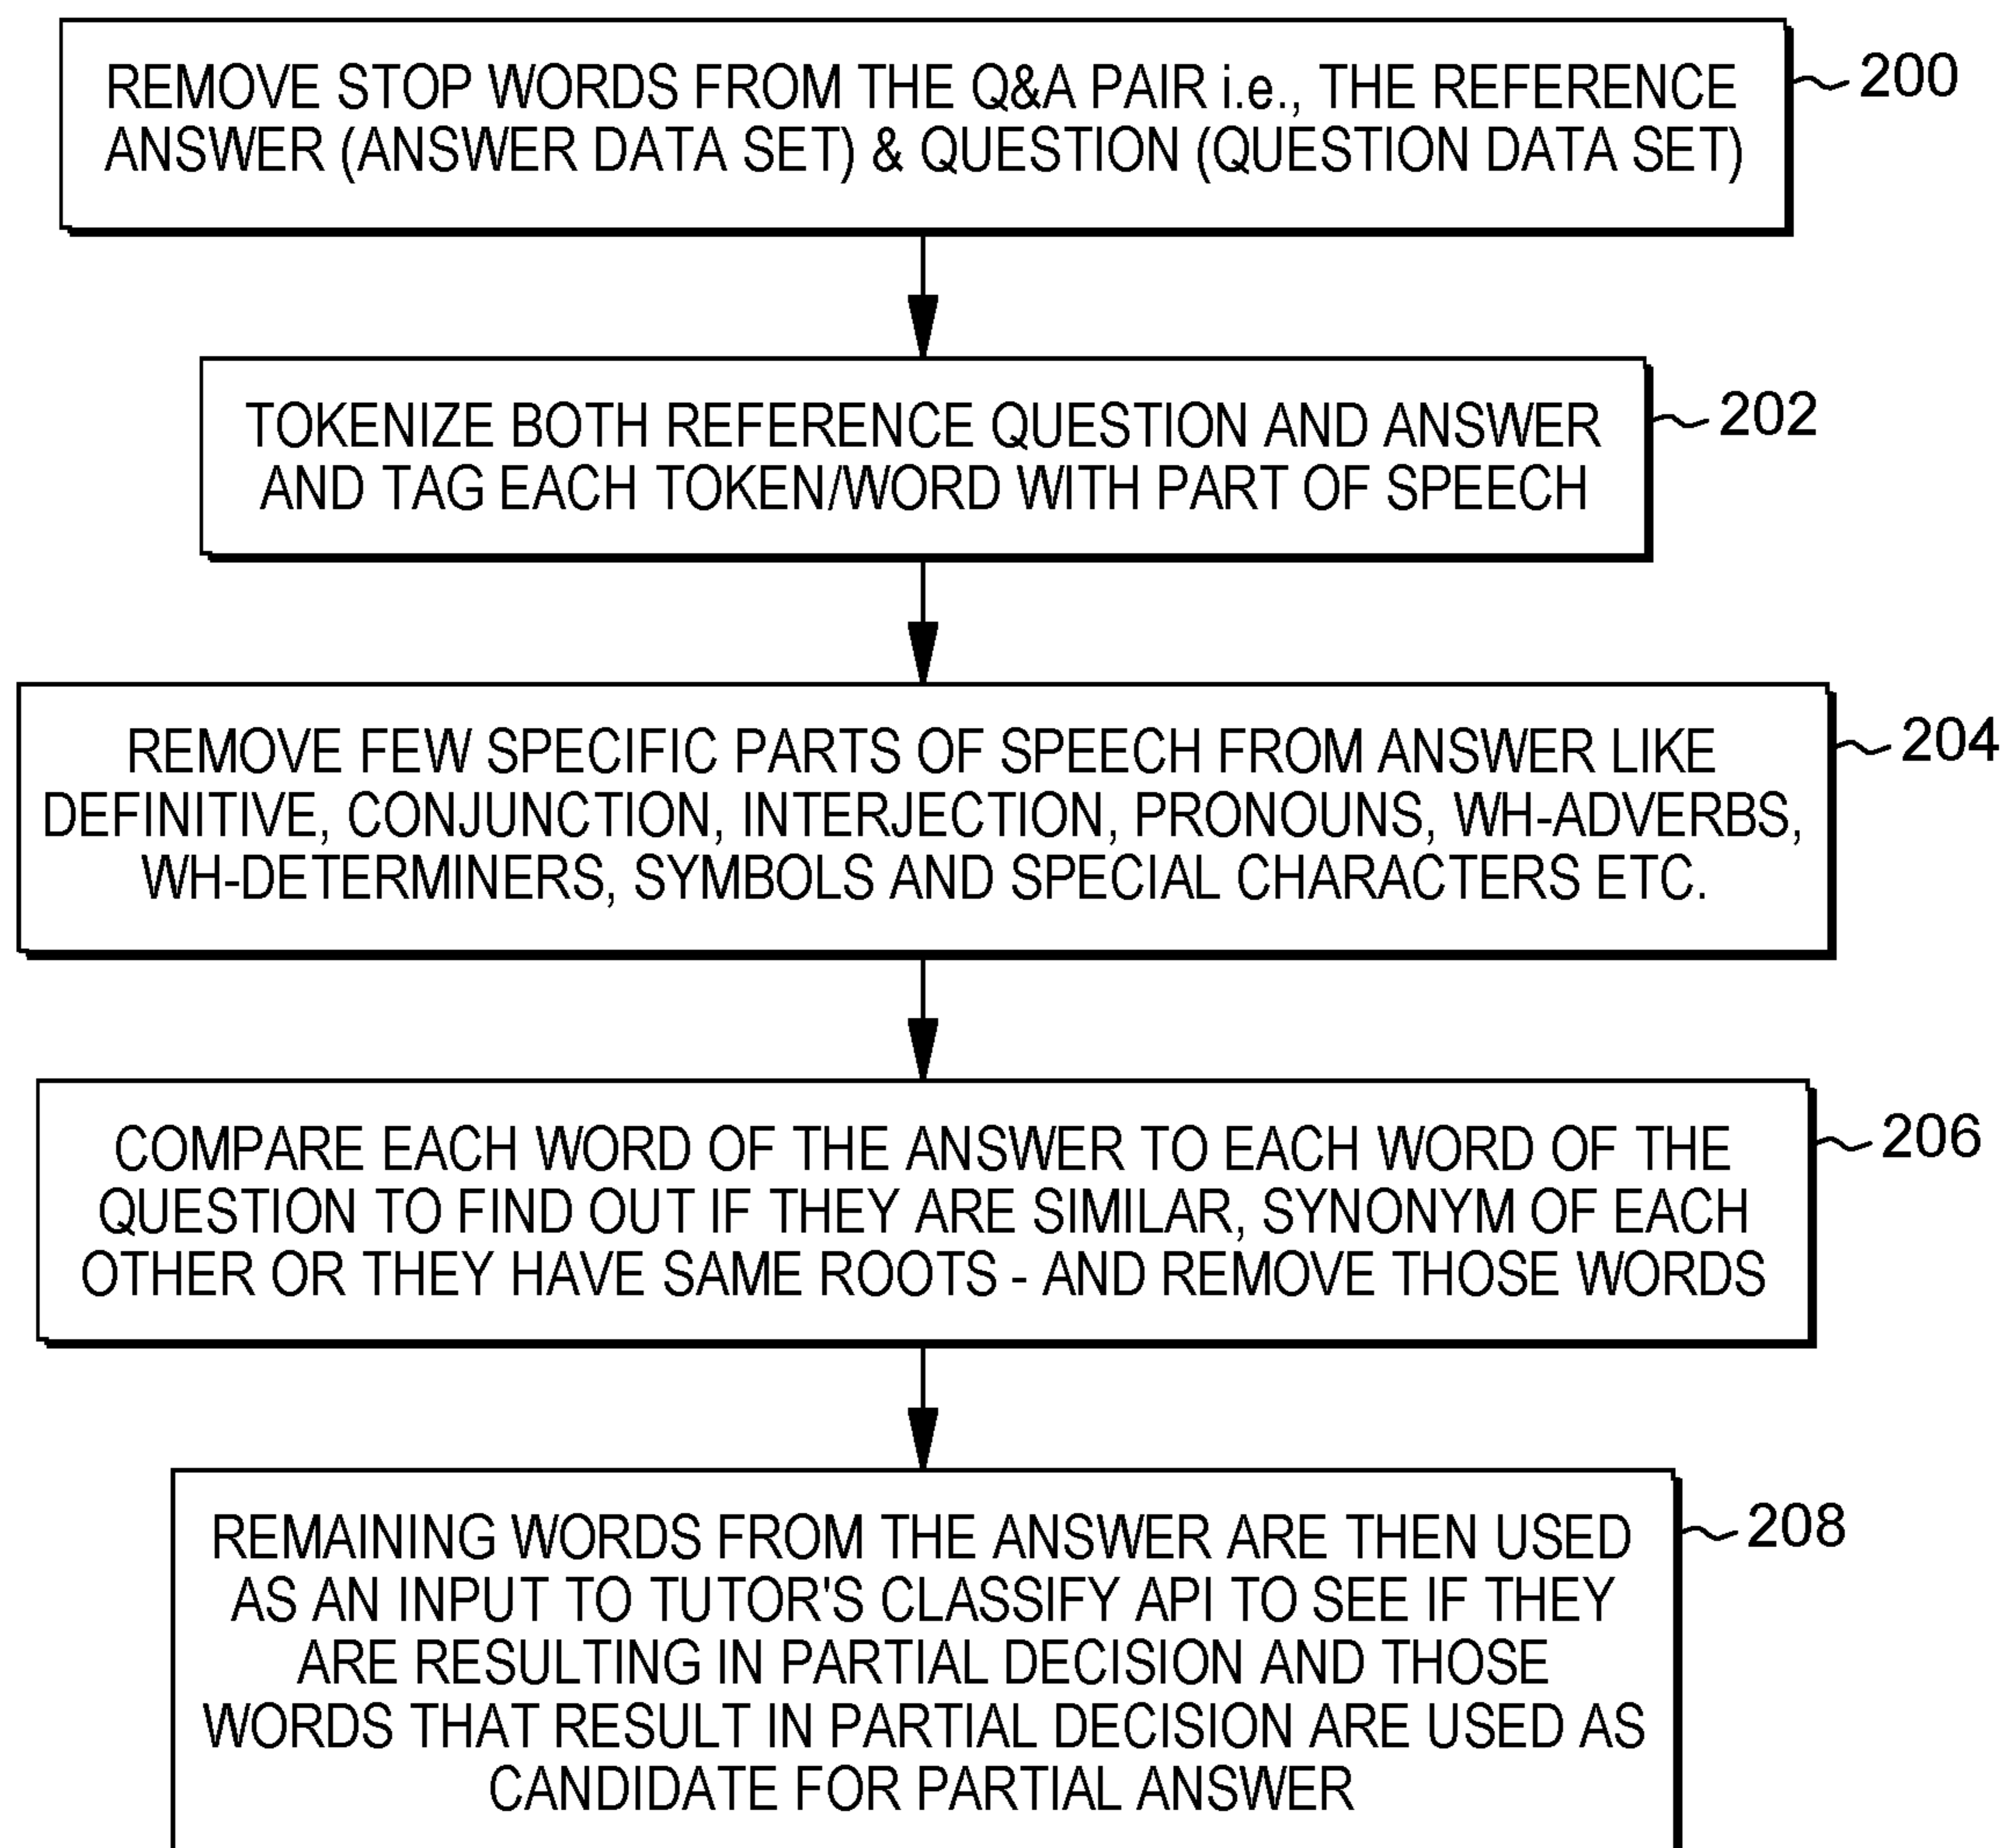 REMOVE STOP WORDS FROM THE Q&A PAIR i.e., THE REFERENCE
ANSWER (ANSWER DATA SET) & QUESTION (QUESTION DATA SET)
200
TOKENIZE BOTH REFERENCE QUESTION AND ANSWER
AND TAG EACH TOKEN/WORD WITH PART OF SPEECH
202
REMOVE FEW SPECIFIC PARTS OF SPEECH FROM ANSWER LIKE
DEFINITIVE, CONJUNCTION, INTERJECTION, PRONOUNS, WH-ADVERBS,
WH-DETERMINERS, SYMBOLS AND SPECIAL CHARACTERS ETC.
204
COMPARE EACH WORD OF THE ANSWER TO EACH WORD OF THE
QUESTION TO FIND OUT IF THEY ARE SIMILAR, SYNONYM OF EACH
OTHER OR THEY HAVE SAME ROOTS - AND REMOVE THOSE WORDS
206
REMAINING WORDS FROM THE ANSWER ARE THEN USED
AS AN INPUT TO TUTOR'S CLASSIFY API TO SEE IF THEY
ARE RESULTING IN PARTIAL DECISION AND THOSE
WORDS THAT RESULT IN PARTIAL DECISION ARE USED AS
CANDIDATE FOR PARTIAL ANSWER
208